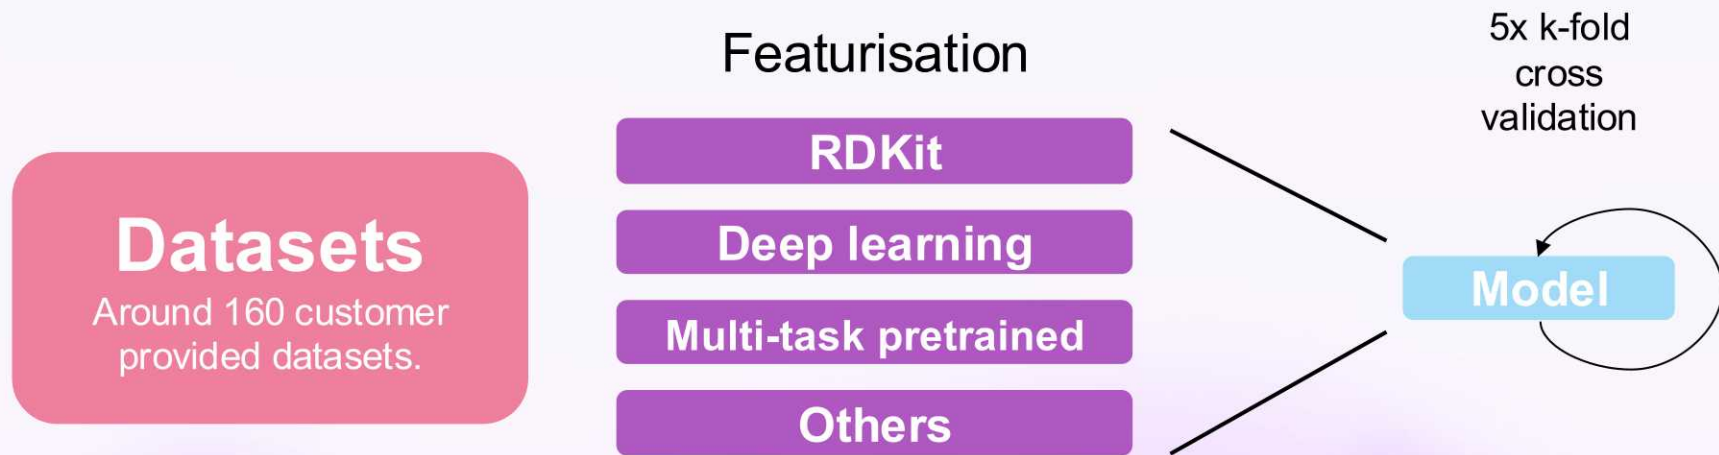 Datasets
Around 160 customer
provided datasets.
Featurisation
RDKit
Deep learning
Multi-task pretrained
Others
5x k-fold
cross
validation
Model